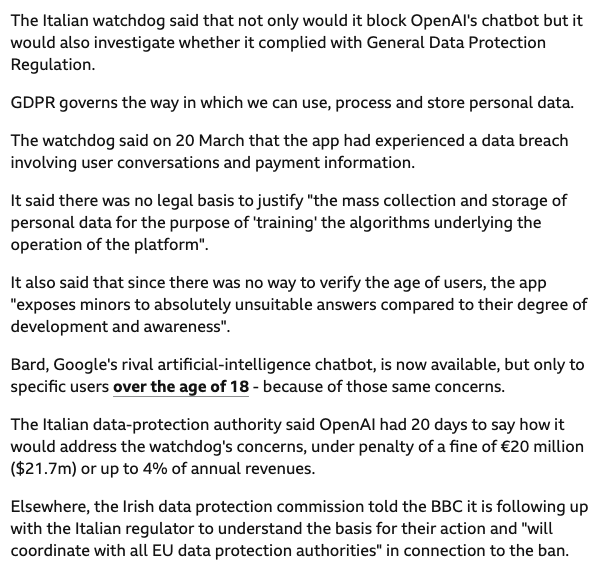 The Italian watchdog said that not only would it block OpenAI's chatbot but it
would also investigate whether it complied with General Data Protection
Regulation.
GDPR governs the way in which we can use, process and store personal data.
The watchdog said on 20 March that the app had experienced a data breach
involving user conversations and payment information.
It said there was no legal basis to justify "the mass collection and storage of
personal data for the purpose of 'training' the algorithms underlying the
operation of the platform".
It also said that since there was no way to verify the age of users, the app
"exposes minors to absolutely unsuitable answers compared to their degree of
development and awareness".
Bard, Google's rival artificial-intelligence chatbot, is now available, but only to
specific users over the age of 18 - because of those same concerns.
The Italian data-protection authority said OpenAI had 20 days to say how it
would address the watchdog's concerns, under penalty of a fine of €20 million
($21.7m) or up to 4% of annual revenues.
Elsewhere, the Irish data protection commission told the BBC it is following up
with the Italian regulator to understand the basis for their action and "will
coordinate with all EU data protection authorities" in connection to the ban.